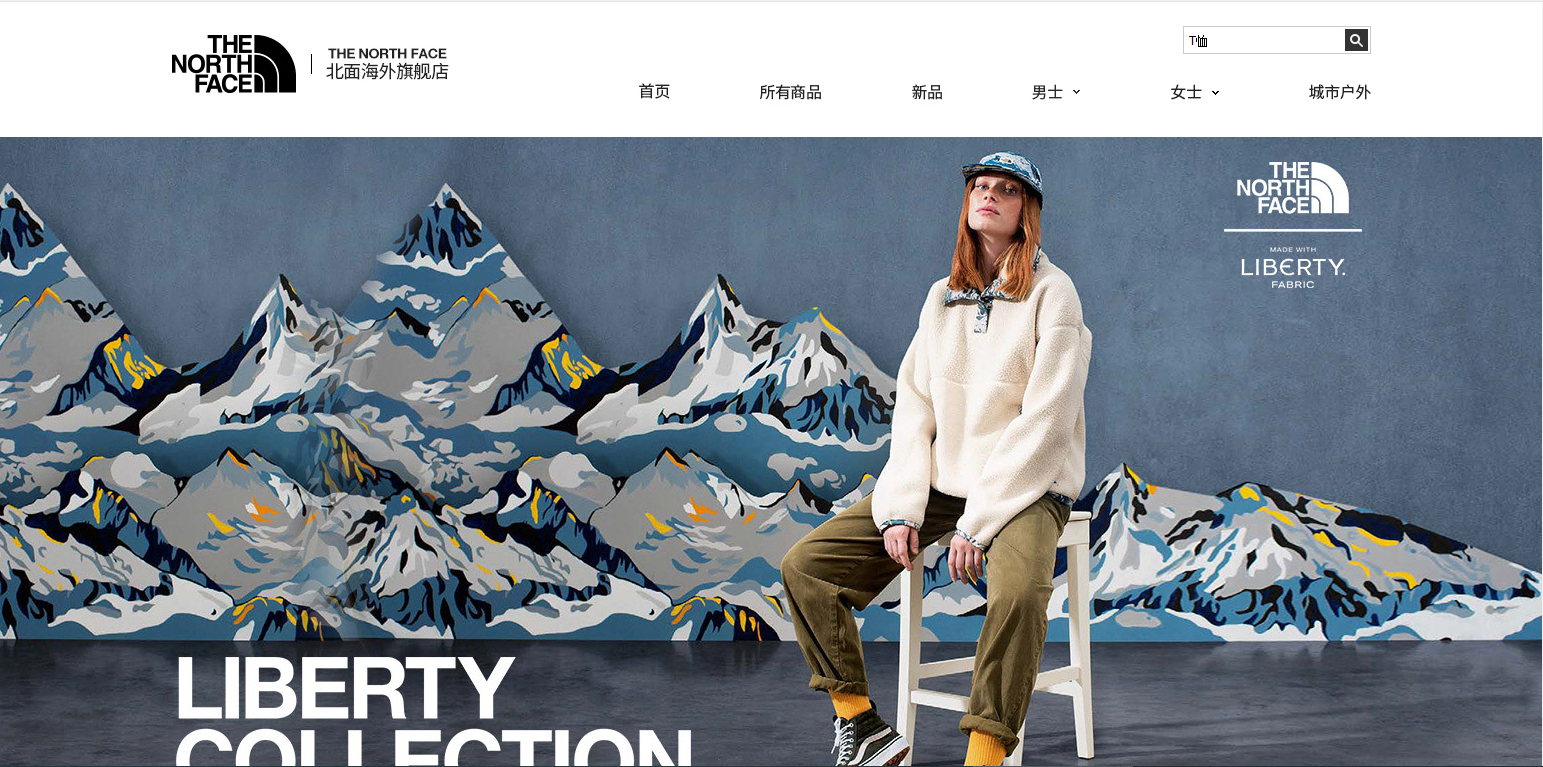 THE
NORTH
FACE
THE NORTH FACE
北面海外旗舰店
T恤
首页
所有商品
新品
男士
女士
城市户外
THE
NORTH
FACE
MADE WITH
LIBERTY.
FABRIC
LIBERTY
COLLECTION